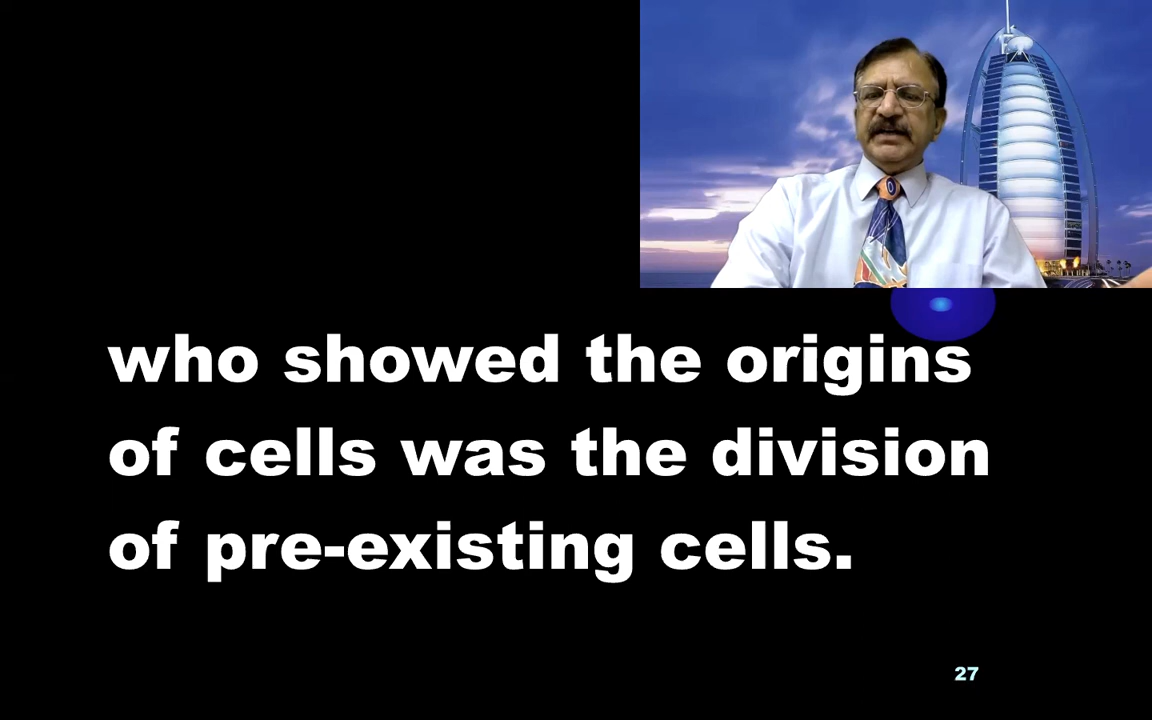 who showed the origins
of cells was the division
of pre-existing cells.
27